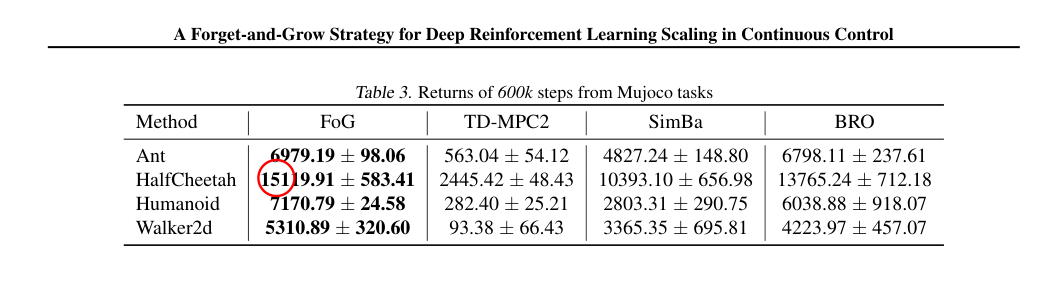 A Forget-and-Grow Strategy for Deep Reinforcement Learning Scaling in Continuous Control
Table 3. Returns of 600k steps from Mujoco tasks
Method FoG TD-MPC2 SimBa BRO
Ant 6979.19 ± 98.06 563.04 ± 54.12 4827.24 ± 148.80 6798.11 ± 237.61
HalfCheetah 15119.91 ± 583.41 2445.42 ± 48.43 10393.10 ± 656.98 13765.24 ± 712.18
Humanoid 7170.79 ± 24.58 282.40 ± 25.21 2803.31 ± 290.75 6038.88 ± 918.07
Walker2d 5310.89 ± 320.60 93.38 ± 66.43 3365.35 ± 695.81 4223.97 ± 457.07